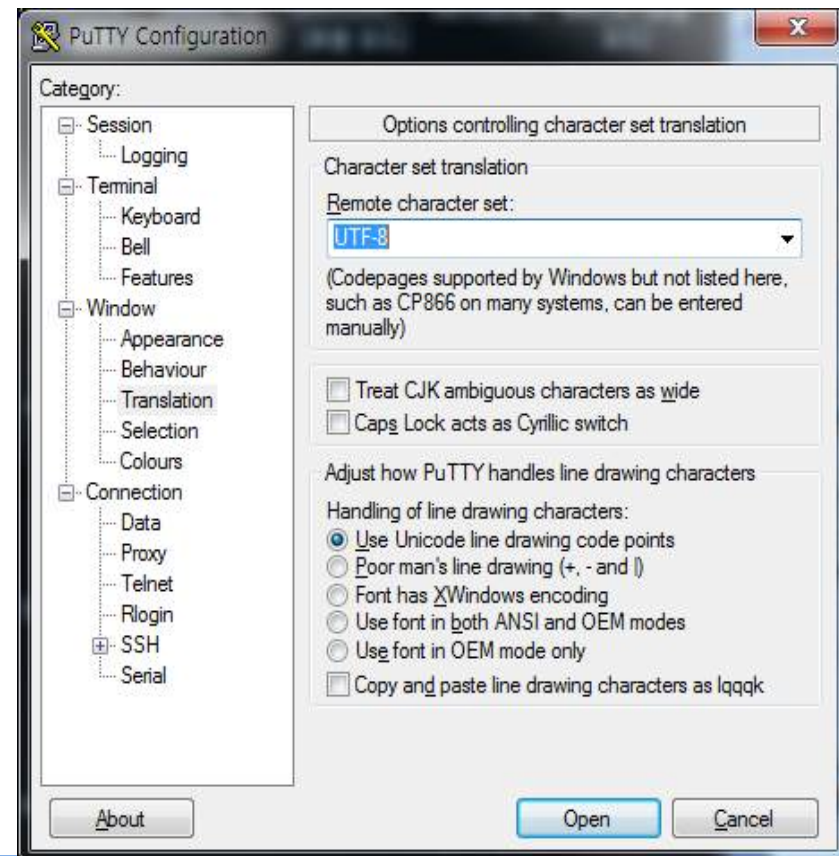 PuTTY Configuration
Category:
Session
Logging
Terminal
Keyboard
Bell
Features
Window
Appearance
Behaviour
Translation
Selection
Colours
Connection
Data
Proxy
Telnet
Rlogin
SSH
Serial
Options controlling character set translation
Character set translation
Remote character set:
UTF-8
(Codepages supported by Windows but not listed here,
such as CP866 on many systems, can be entered
manually)
Treat CJK ambiguous characters as wide
Caps Lock acts as Cyrillic switch
Adjust how PuTTY handles line drawing characters
Handling of line drawing characters:
Use Unicode line drawing code points
Poor man's line drawing (+, - and |)
Font has XWindows encoding
Use font in both ANSI and OEM modes
Use font in OEM mode only
Copy and paste line drawing characters as lqqqk
About
Open
Cancel